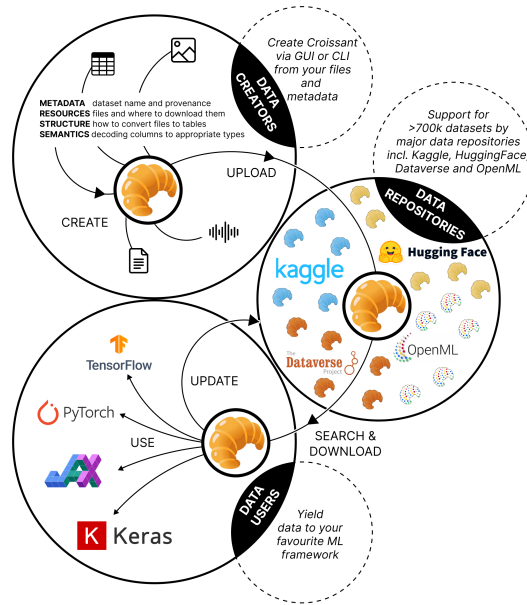 Create Croissant
via GUI or CLI
from your files
and
metadata
DATA
CREATORS
METADATA dataset name and provenance
RESOURCES files and where to download them
STRUCTURE how to convert files to tables
SEMANTICS decoding columns to appropriate types
UPLOAD
CREATE
Support for
>700k datasets by
major data repositories
incl. Kaggle, HuggingFace,
Dataverse and OpenML
DATA
REPOSITORIES
Hugging Face
kaggle
The
Dataverse
Project
OpenML
SEARCH &
DOWNLOAD
TensorFlow
UPDATE
PyTorch
USE
JAX
K Keras
DATA
USERS
Yield
data to your
favourite ML
framework